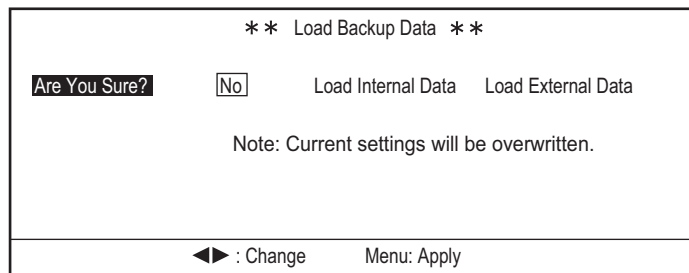 ** Load Backup Data **
Are You Sure? No Load Internal Data Load External Data
Note: Current settings will be overwritten.
◀▶ : Change Menu: Apply